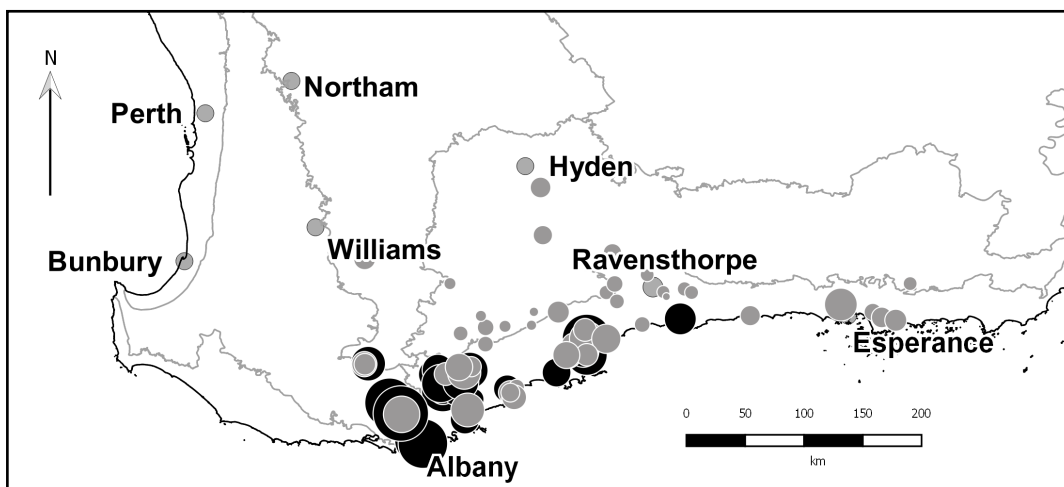 N
Northam
Perth
Hyden
Williams
Bunbury
Ravensthorpe
Esperance
0 50 100 150 200
km
Albany